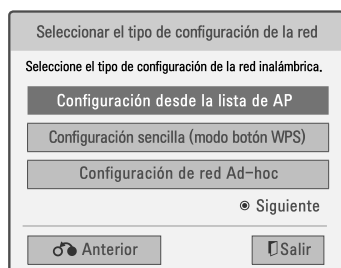 Seleccionar el tipo de configuración de la red
Seleccione el tipo de configuración de la red inalámbrica.
Configuración desde la lista de AP
Configuración sencilla (modo botón WPS)
Configuración de red Ad-hoc
Siguiente
Anterior
Salir